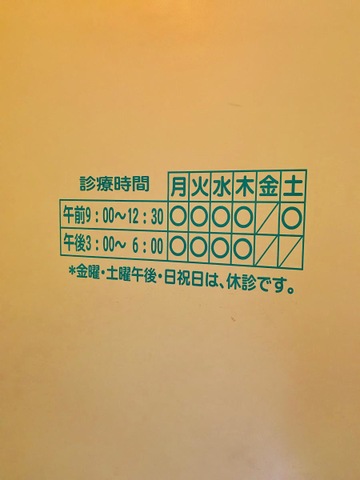 診療時間 月 火 水 木 金 土
午前9:00〜12:30 ○ ○ ○ ○ ／ ○
午後3:00〜 6:00 ○ ○ ○ ○ ／ ／
*金曜・土曜午後・日祝日は、休診です。